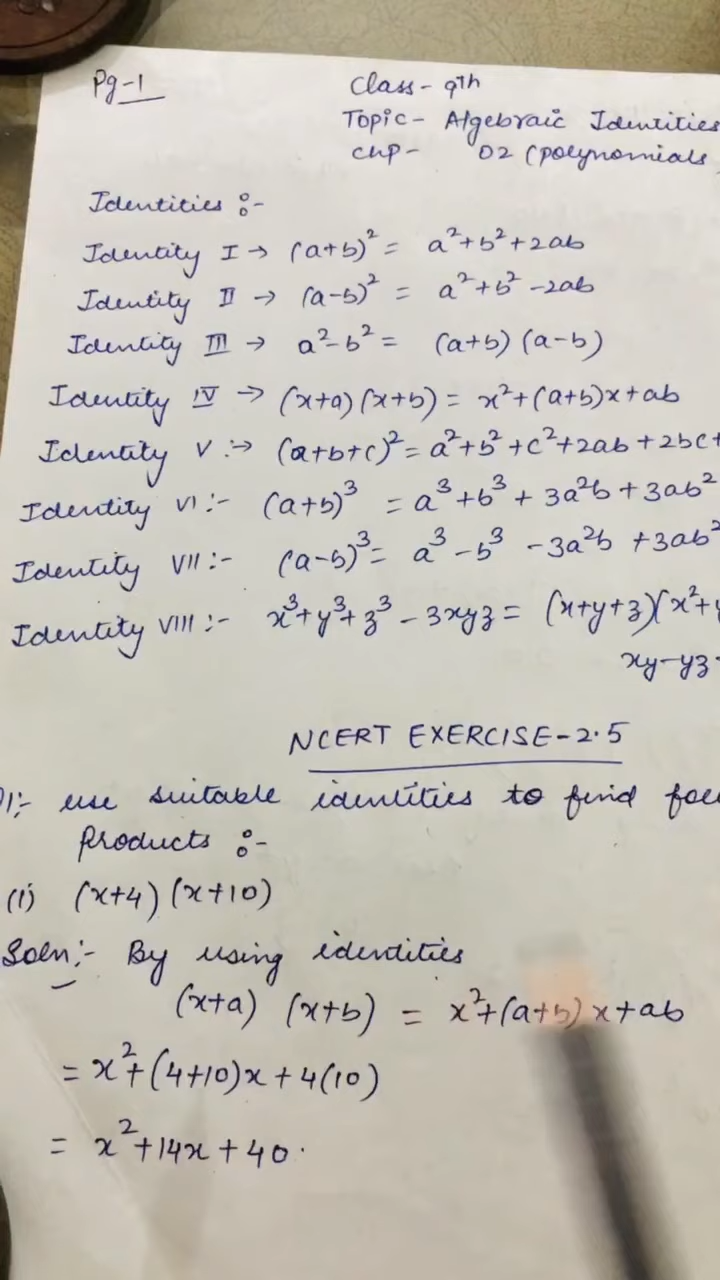 Pg-1
Class- 9th
Topic- Algebraic Identities
Chp- 02 (Polynomials
Identities :-
Identity I → (a+b)² = a²+b²+2ab
Identity II → (a-b)² = a²+b²-2ab
Identity III → a²-b² = (a+b) (a-b)
Identity IV → (x+a) (x+b) = x²+(a+b)x+ab
Identity V :→ (a+b+c)² = a²+b²+c²+2ab+2bc+
Identity VI :- (a+b)³ = a³+b³+3a²b+3ab²
Identity VII :- (a-b)³ = a³-b³-3a²b+3ab²
Identity VIII :- x³+y³+z³-3xyz = (x+y+z)(x²+y
xy-yz-
NCERT EXERCISE-2.5
1:- use suitable identities to find
Products :-
(i) (x+4) (x+10)
Soln:- By using identities
(x+a) (x+b) = x²+(a+b)x+ab
= x²+(4+10)x+4(10)
= x²+14x+40.